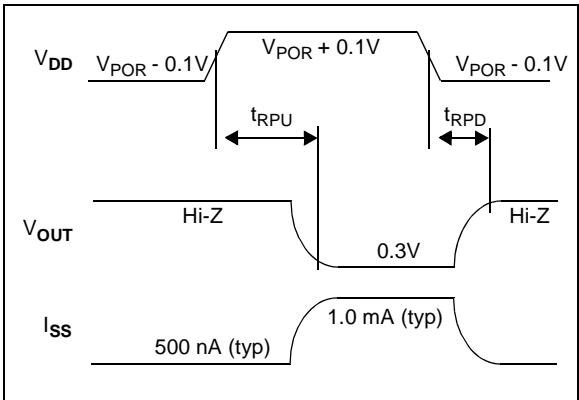 VDD
VPOR - 0.1V
VPOR + 0.1V
VPOR - 0.1V
tRPU
tRPD
VOUT
Hi-Z
0.3V
Hi-Z
ISS
500 nA (typ)
1.0 mA (typ)